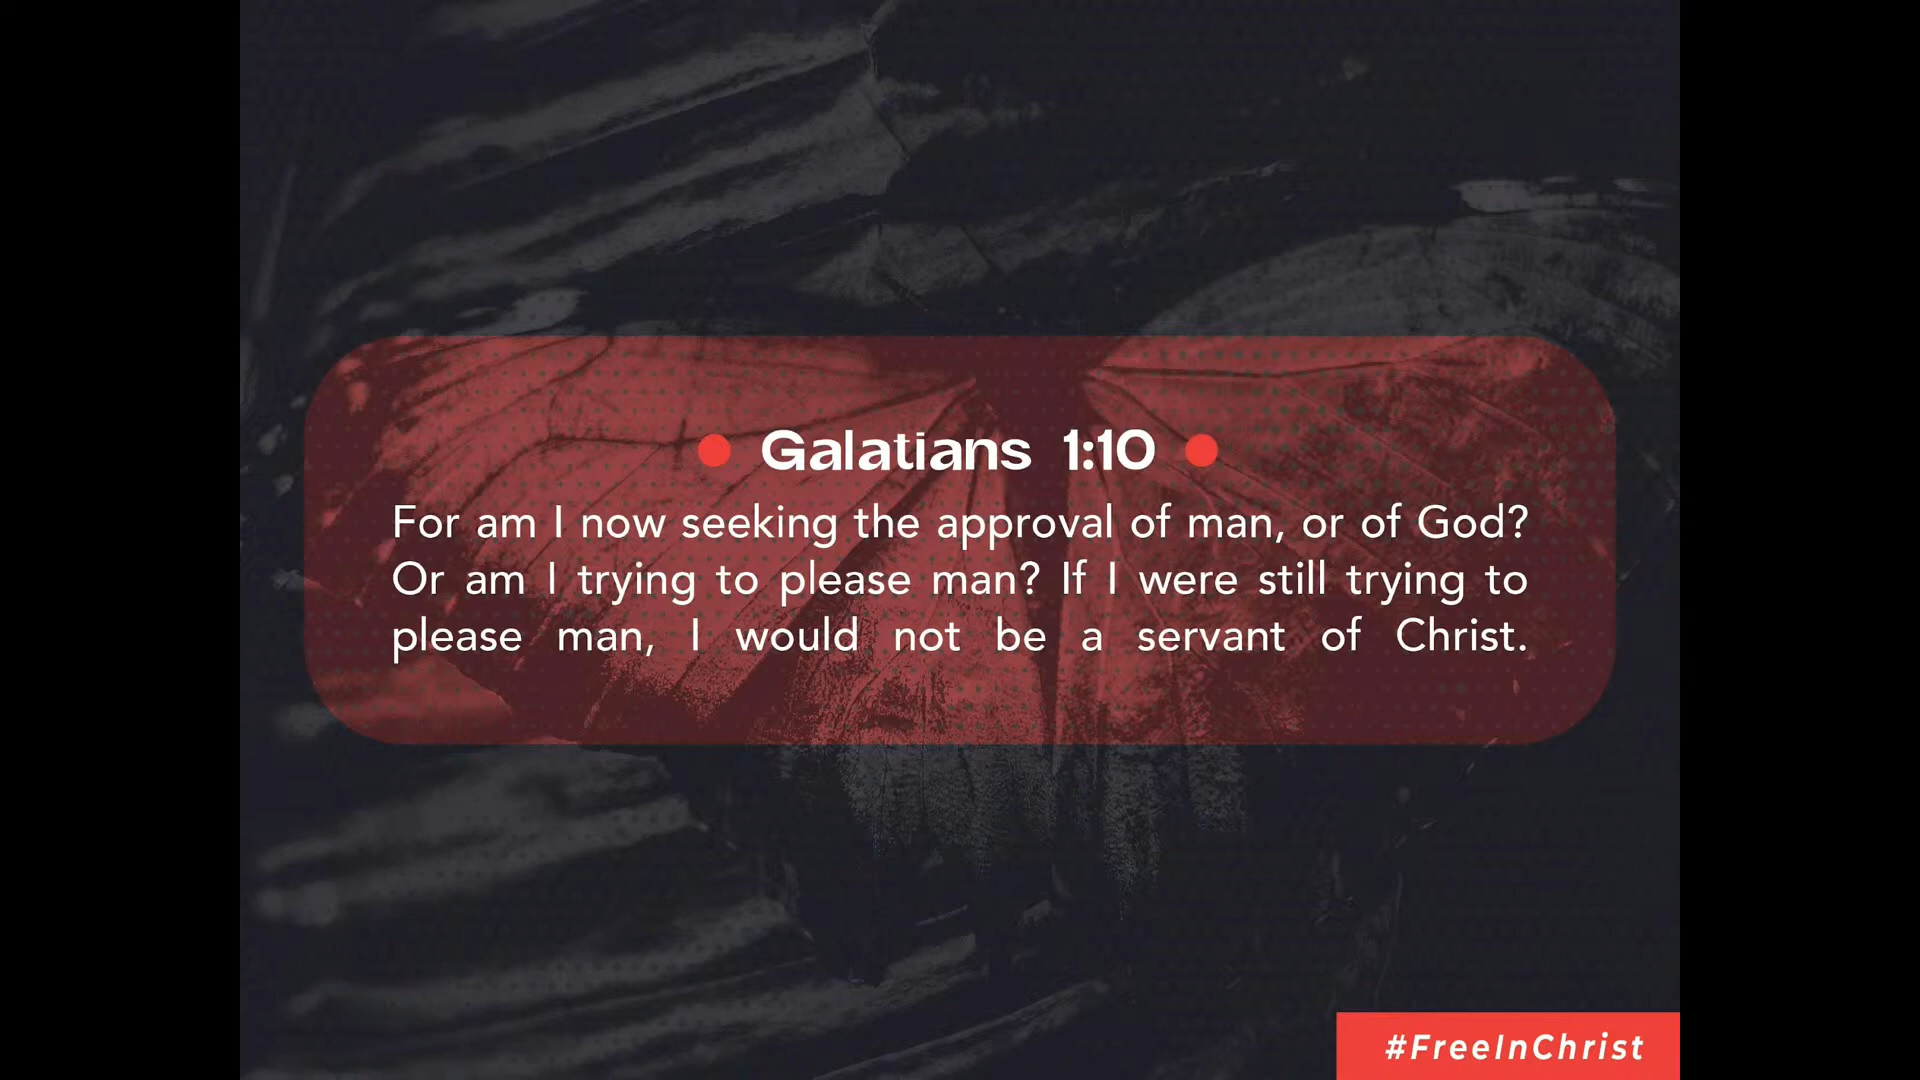 Galatians 1:10
For am I now seeking the approval of man, or of God?
Or am I trying to please man? If I were still trying to
please man, I would not be a servant of Christ.
#FreeInChrist